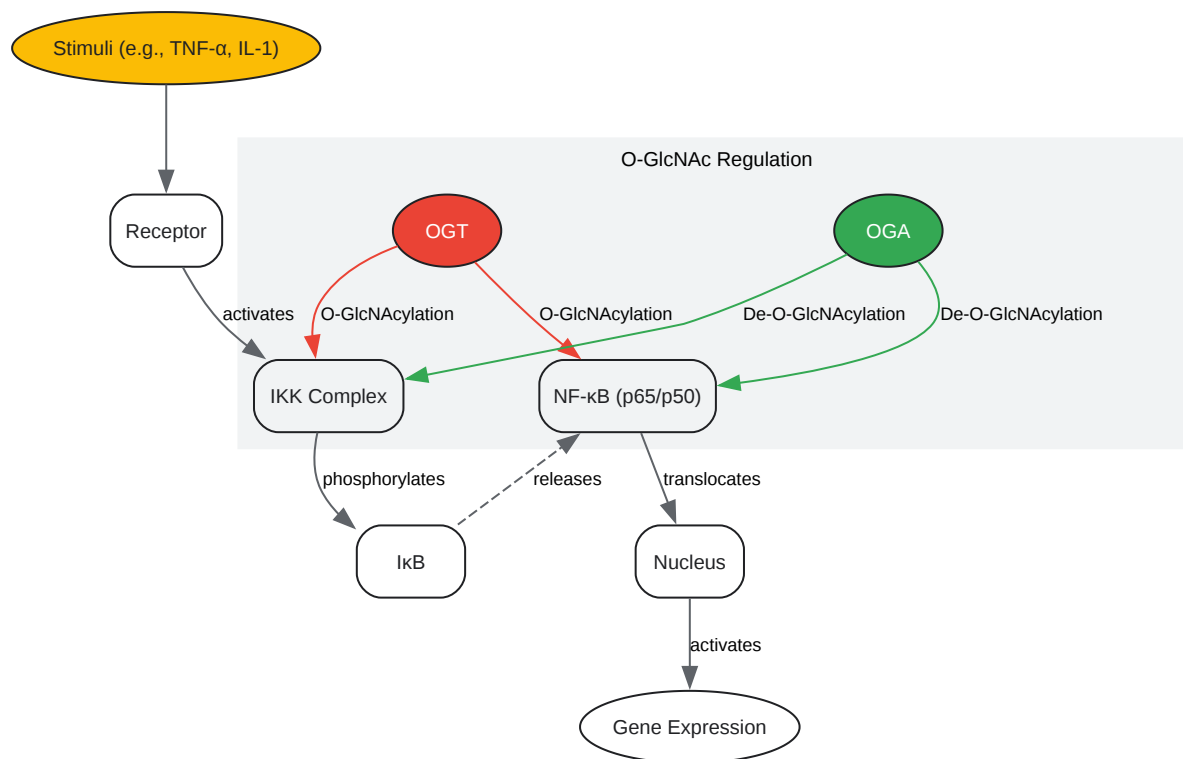 Stimuli (e.g., TNF-α, IL-1)
O-GlcNAc Regulation
Receptor
OGT
OGA
activates
O-GlcNAcylation
O-GlcNAcylation
De-O-GlcNAcylation
De-O-GlcNAcylation
IKK Complex
NF-κB (p65/p50)
phosphorylates
releases
translocates
IκB
Nucleus
activates
Gene Expression